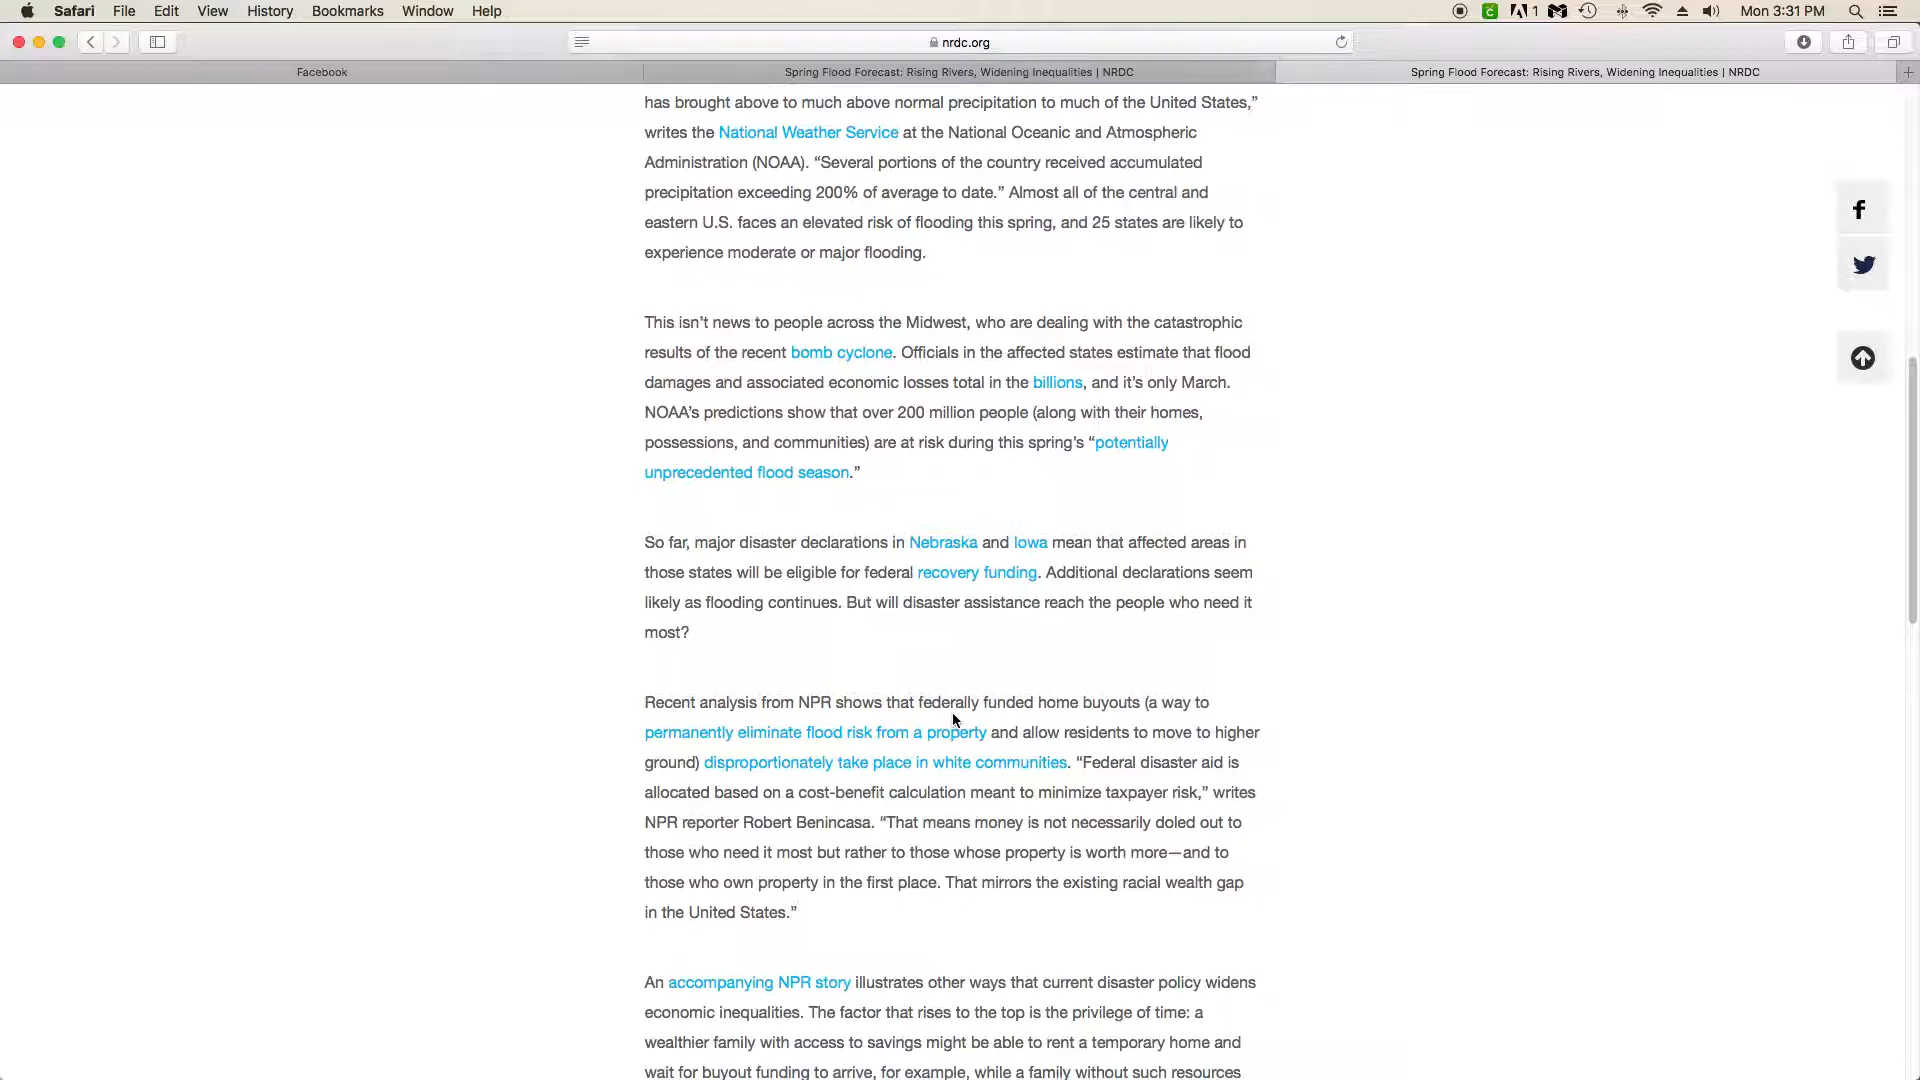 Safari File Edit View History Bookmarks Window Help 1 Mon 3:31 PM
nrdc.org
Facebook Spring Flood Forecast: Rising Rivers, Widening Inequalities | NRDC Spring Flood Forecast: Rising Rivers, Widening Inequalities | NRDC
has brought above to much above normal precipitation to much of the United States,”
writes the National Weather Service at the National Oceanic and Atmospheric
Administration (NOAA). “Several portions of the country received accumulated
precipitation exceeding 200% of average to date.” Almost all of the central and
eastern U.S. faces an elevated risk of flooding this spring, and 25 states are likely to
experience moderate or major flooding.
This isn’t news to people across the Midwest, who are dealing with the catastrophic
results of the recent bomb cyclone. Officials in the affected states estimate that flood
damages and associated economic losses total in the billions, and it’s only March.
NOAA’s predictions show that over 200 million people (along with their homes,
possessions, and communities) are at risk during this spring’s “potentially
unprecedented flood season.”
So far, major disaster declarations in Nebraska and Iowa mean that affected areas in
those states will be eligible for federal recovery funding. Additional declarations seem
likely as flooding continues. But will disaster assistance reach the people who need it
most?
Recent analysis from NPR shows that federally funded home buyouts (a way to
permanently eliminate flood risk from a property and allow residents to move to higher
ground) disproportionately take place in white communities. “Federal disaster aid is
allocated based on a cost-benefit calculation meant to minimize taxpayer risk,” writes
NPR reporter Robert Benincasa. “That means money is not necessarily doled out to
those who need it most but rather to those whose property is worth more—and to
those who own property in the first place. That mirrors the existing racial wealth gap
in the United States.”
An accompanying NPR story illustrates other ways that current disaster policy widens
economic inequalities. The factor that rises to the top is the privilege of time: a
wealthier family with access to savings might be able to rent a temporary home and
wait for buyout funding to arrive, for example, while a family without such resources